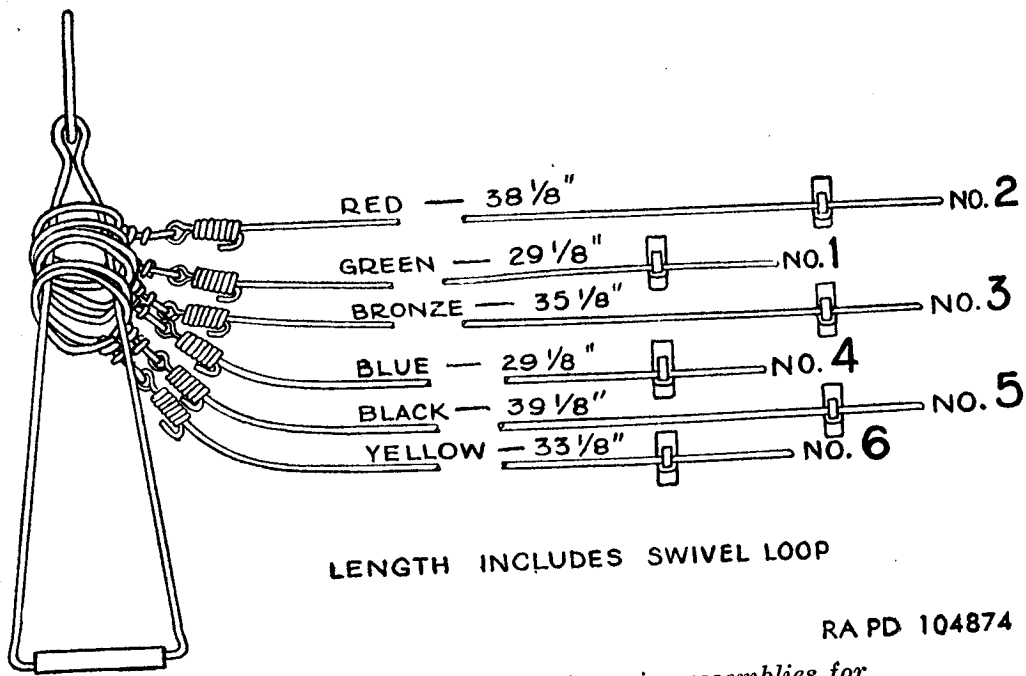 RED — 38 1/8" NO. 2
GREEN — 29 1/8" NO. 1
BRONZE — 35 1/8" NO. 3
BLUE — 29 1/8" NO. 4
BLACK — 39 1/8" NO. 5
YELLOW — 33 1/8" NO. 6
LENGTH INCLUDES SWIVEL LOOP
RA PD 104874
assemblies for